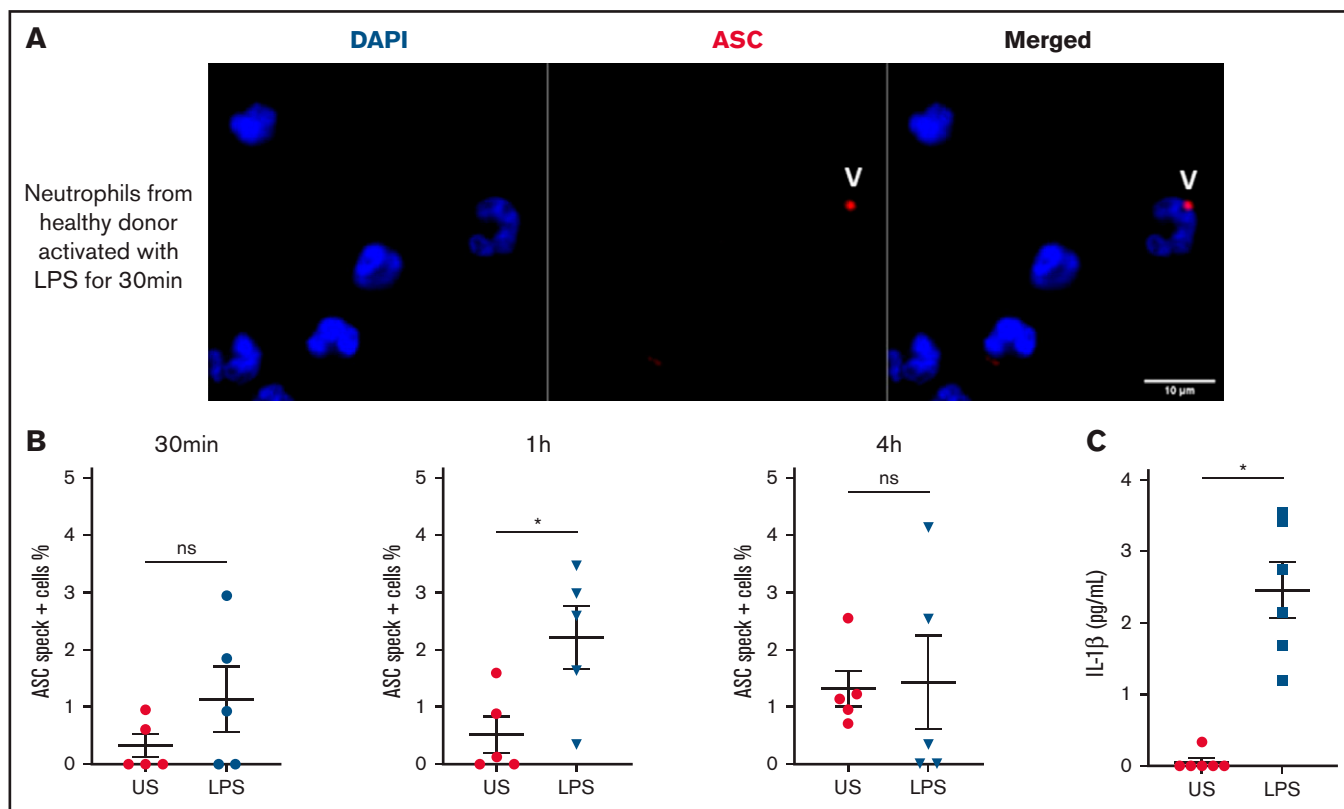 A
DAPI
ASC
Merged
Neutrophils from
healthy donor
activated with
LPS for 30min
V
V
10 µm
B
30min
1h
4h
C
ASC speck + cells %
5
4
3
2
1
0
ns
US
LPS
ASC speck + cells %
5
4
3
2
1
0
*
US
LPS
ASC speck + cells %
5
4
3
2
1
0
ns
US
LPS
IL-1β (pg/mL)
4
3
2
1
0
*
US
LPS